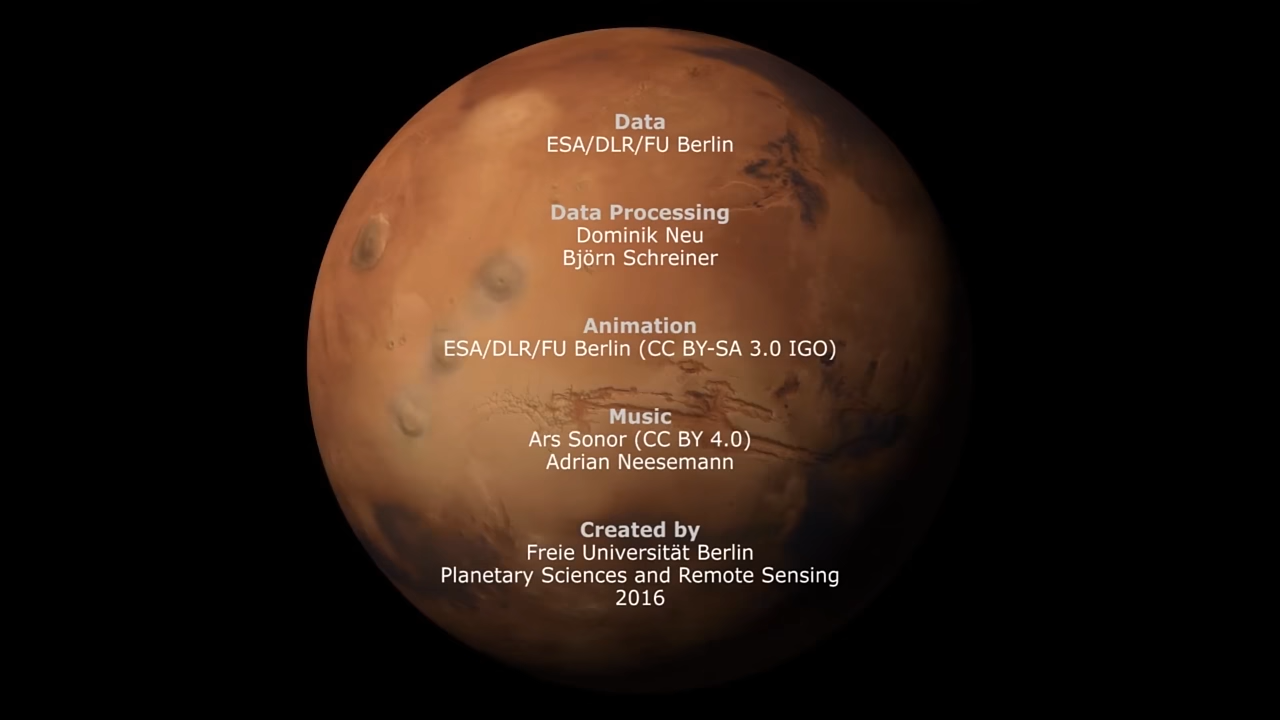 Data
ESA/DLR/FU Berlin
Data Processing
Dominik Neu
Björn Schreiner
Animation
ESA/DLR/FU Berlin (CC BY-SA 3.0 IGO)
Music
Ars Sonor (CC BY 4.0)
Adrian Neesemann
Created by
Freie Universität Berlin
Planetary Sciences and Remote Sensing
2016